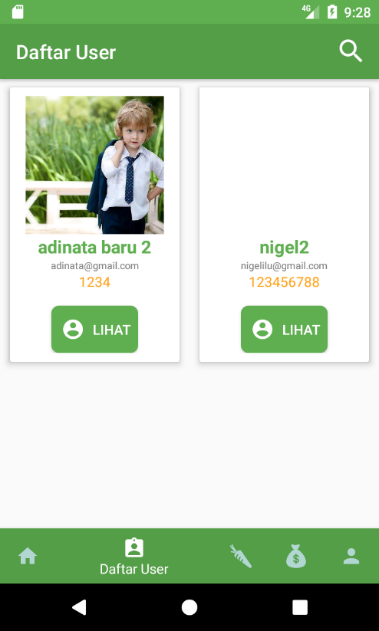 4G 9:28
Daftar User
adinata baru 2
adinata@gmail.com
1234
LIHAT
nigel2
nigelilu@gmail.com
123456788
LIHAT
$
Daftar User